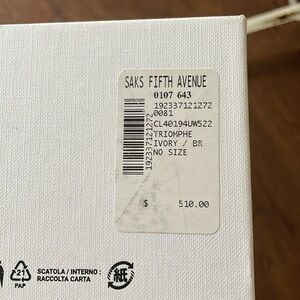 SAKS FIFTH AVENUE
0107 643
192337121272
0081
CL40194UW522
TRIOMPHE
IVORY / BR
NO SIZE
192337121272
$ 510.00
21
PAP
SCATOLA / INTERNO :
RACCOLTA CARTA
紙